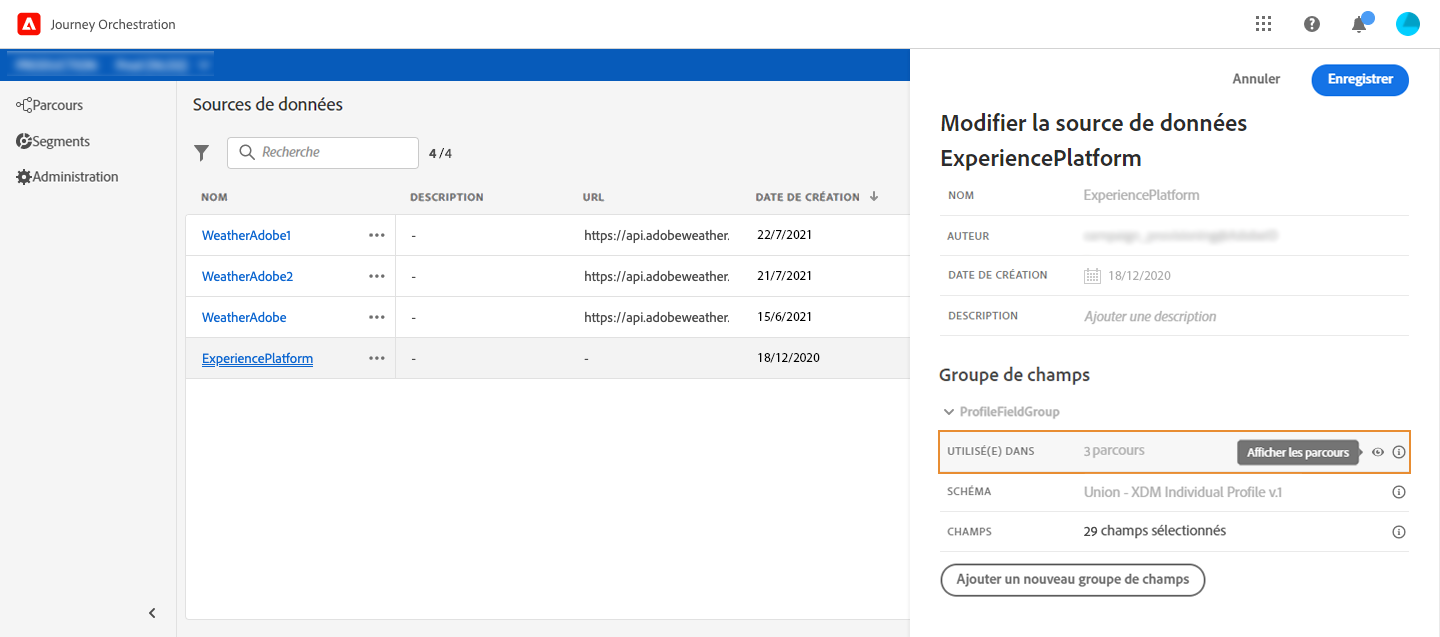 Journey Orchestration
Parcours
Segments
Administration
Sources de données
Recherche
4 /4
NOM DESCRIPTION URL DATE DE CRÉATION
WeatherAdobe1 ••• - https://api.adobeweather. 22/7/2021
WeatherAdobe2 ••• - https://api.adobeweather. 21/7/2021
WeatherAdobe ••• - https://api.adobeweather. 15/6/2021
ExperiencePlatform ••• - - 18/12/2020
Annuler Enregistrer
Modifier la source de données
ExperiencePlatform
NOM ExperiencePlatform
AUTEUR
DATE DE CRÉATION 18/12/2020
DESCRIPTION Ajouter une description
Groupe de champs
ProfileFieldGroup
UTILISÉ(E) DANS 3 parcours Afficher les parcours
SCHÉMA Union - XDM Individual Profile v.1
CHAMPS 29 champs sélectionnés
Ajouter un nouveau groupe de champs